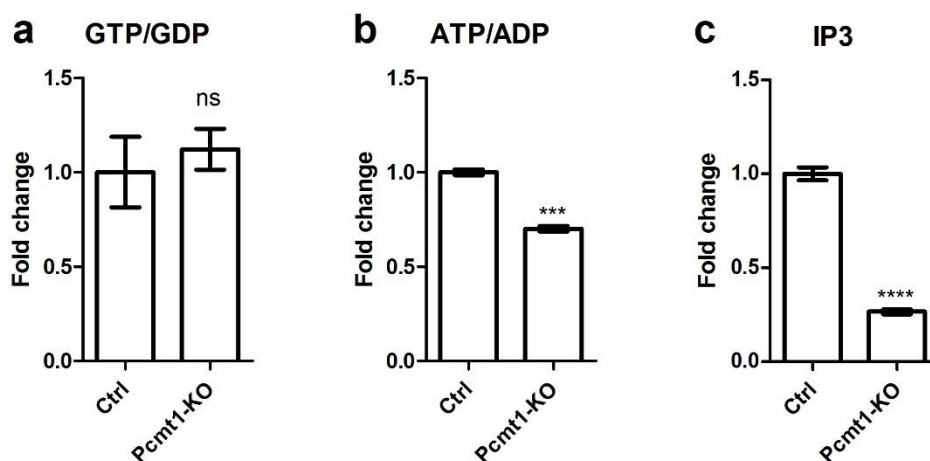 a GTP/GDP
Fold change
1.5
1.0
0.5
0.0
ns
Ctrl
Pcmt1-KO
b ATP/ADP
Fold change
1.5
1.0
0.5
0.0
***
Ctrl
Pcmt1-KO
c IP3
Fold change
1.5
1.0
0.5
0.0
****
Ctrl
Pcmt1-KO